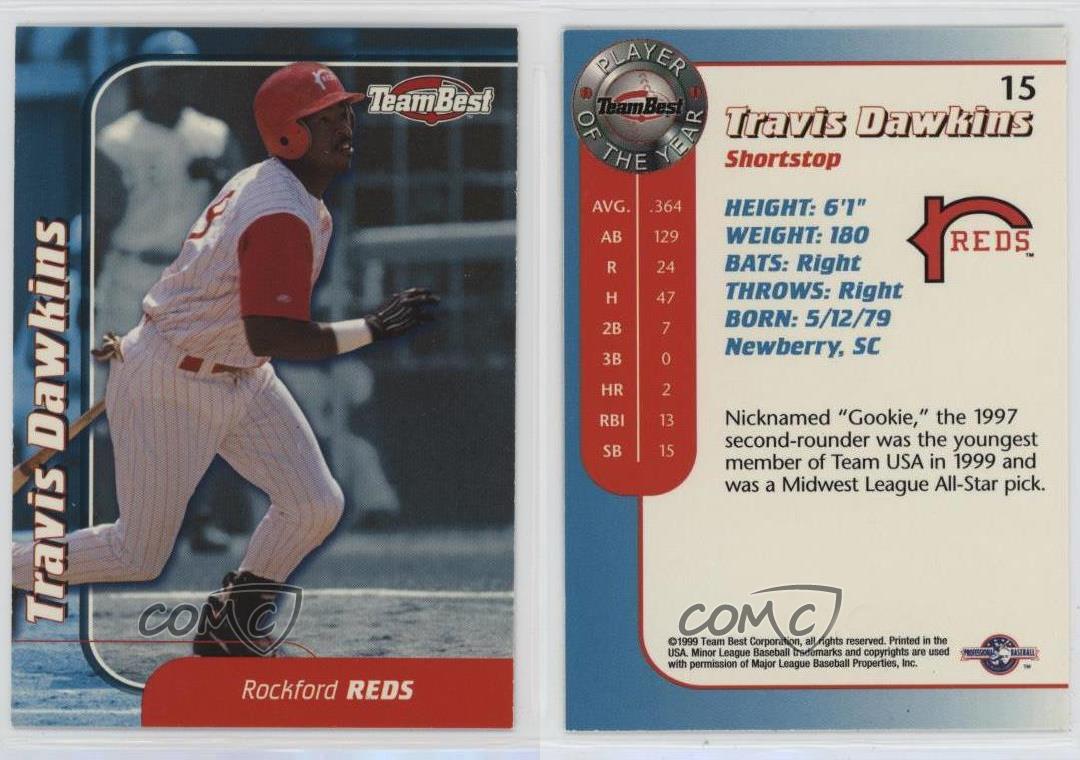 Travis Dawkins
REDS
TeamBest
Rockford REDS
COMC
PLAYER OF THE YEAR
TeamBest
15
Travis Dawkins
Shortstop
AVG. .364
AB 129
R 24
H 47
2B 7
3B 0
HR 2
RBI 13
SB 15
HEIGHT: 6'1"
WEIGHT: 180
BATS: Right
THROWS: Right
BORN: 5/12/79
Newberry, SC
REDS™
Nicknamed “Gookie,” the 1997
second-rounder was the youngest
member of Team USA in 1999 and
was a Midwest League All-Star pick.
COMC
©1999 Team Best Corporation, all rights reserved. Printed in the
USA. Minor League Baseball trademarks and copyrights are used
with permission of Major League Baseball Properties, Inc.
PROFESSIONAL BASEBALL
™